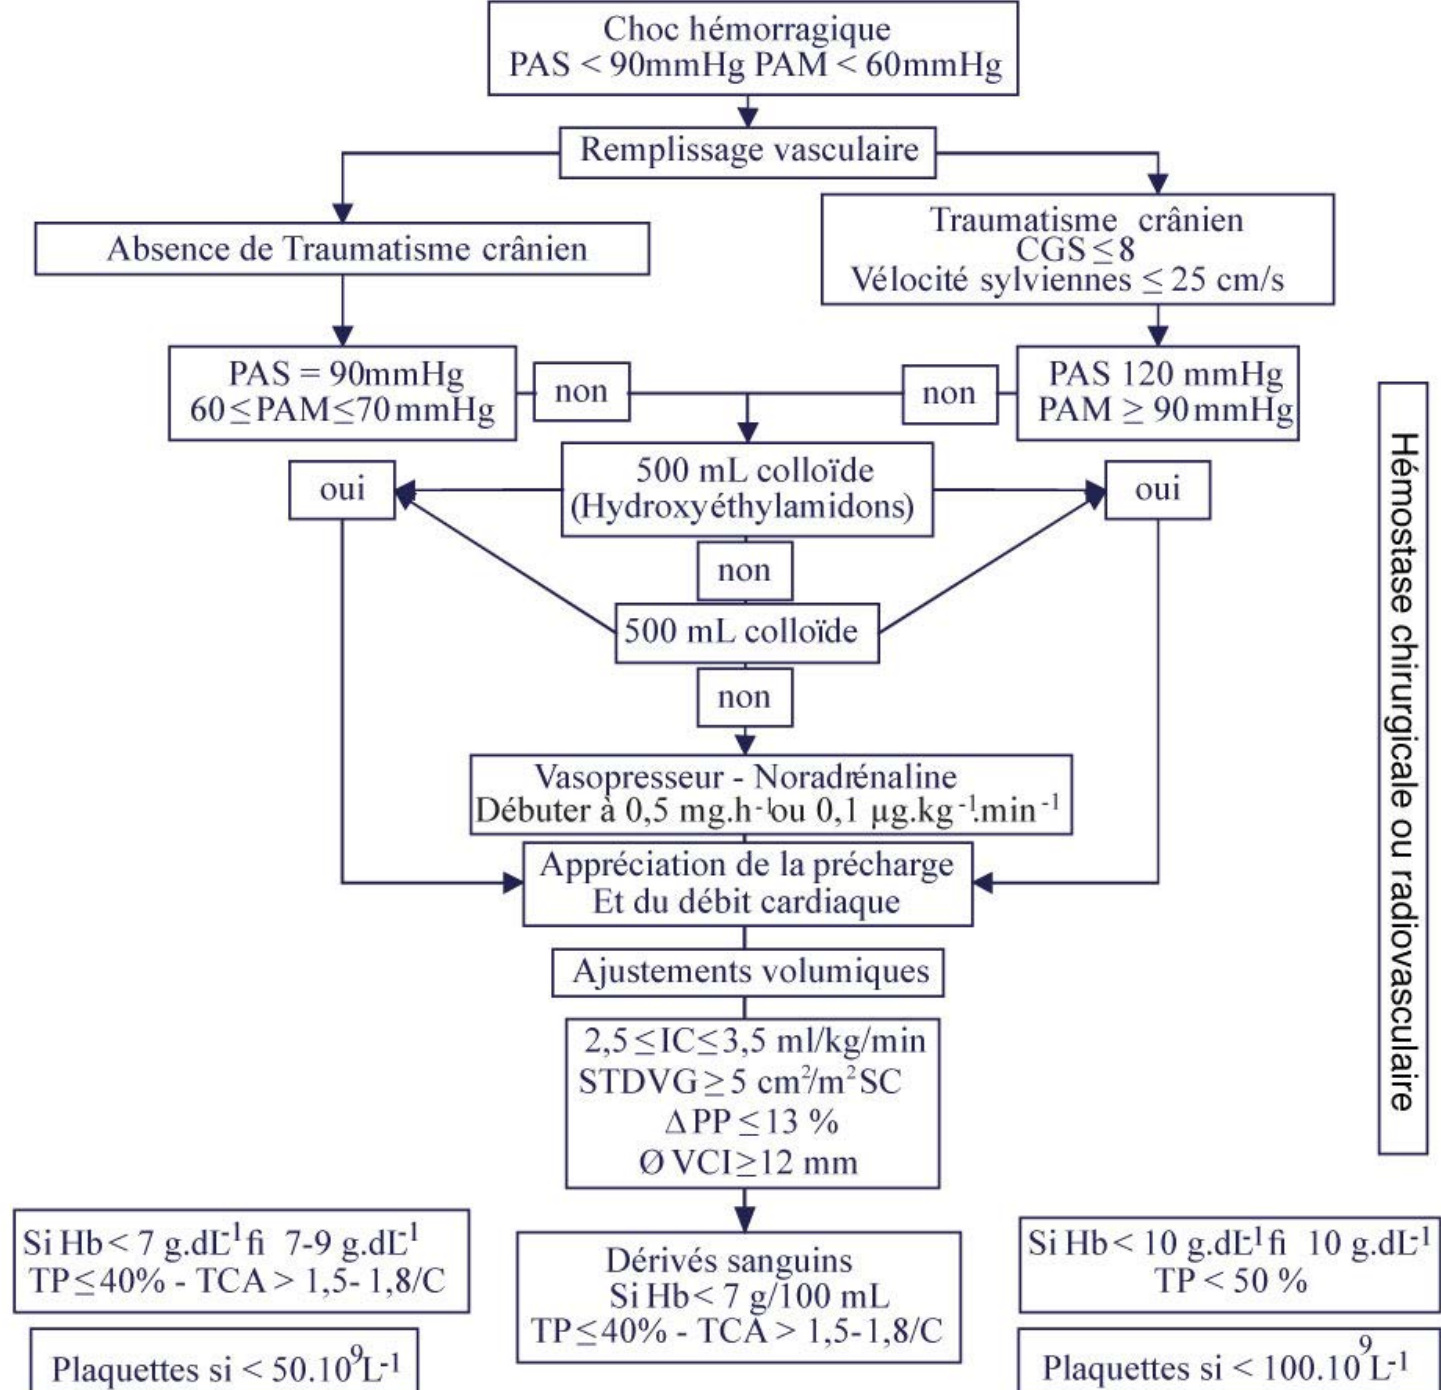 Choc hémorragique
PAS < 90mmHg PAM < 60mmHg
Remplissage vasculaire
Absence de Traumatisme crânien
Traumatisme crânien
CGS ≤ 8
Vélocité sylviennes ≤ 25 cm/s
PAS = 90mmHg
60 ≤ PAM ≤ 70 mmHg
non
non
PAS 120 mmHg
PAM ≥ 90 mmHg
oui
500 mL colloïde
(Hydroxyéthylamidons)
oui
non
500 mL colloïde
non
Vasopresseur - Noradrénaline
Débuter à 0,5 mg.h⁻¹ou 0,1 µg.kg⁻¹.min⁻¹
Appréciation de la précharge
Et du débit cardiaque
Ajustements volumiques
2,5 ≤ IC ≤ 3,5 ml/kg/min
STDVG ≥ 5 cm²/m² SC
Δ PP ≤ 13 %
Ø VCI ≥ 12 mm
Hémostase chirurgicale ou radiovasculaire
Si Hb < 7 g.dL⁻¹ fi 7-9 g.dL⁻¹
TP ≤ 40% - TCA > 1,5- 1,8/C
Plaquettes si < 50.10⁹L⁻¹
Dérivés sanguins
Si Hb < 7 g/100 mL
TP ≤ 40% - TCA > 1,5-1,8/C
Si Hb < 10 g.dL⁻¹ fi 10 g.dL⁻¹
TP < 50 %
Plaquettes si < 100.10⁹L⁻¹